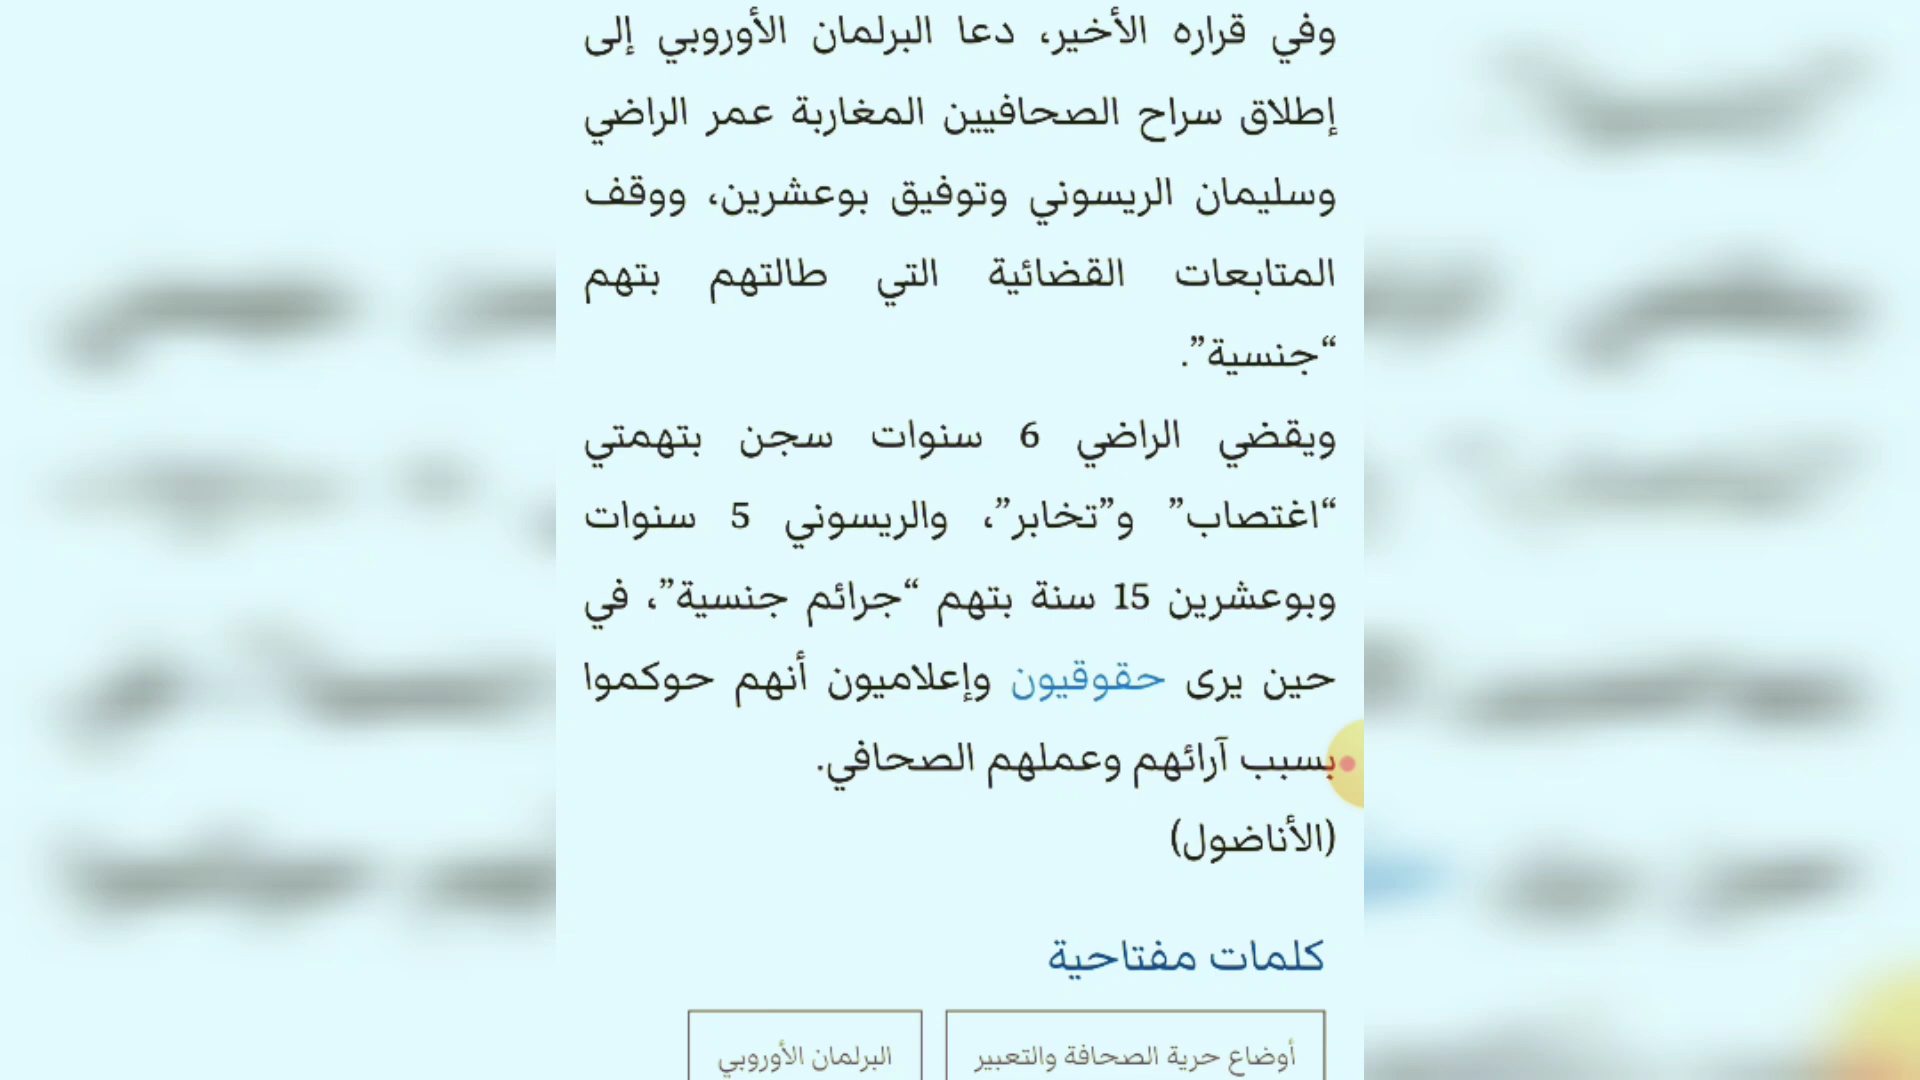 وفي قراره الأخير، دعا البرلمان الأوروبي إلى
إطلاق سراح الصحافيين المغاربة عمر الراضي
وسليمان الريسوني وتوفيق بوعشرين، ووقف
المتابعات القضائية التي طالتهم بتهم
“جنسية”.
ويقضي الراضي 6 سنوات سجن بتهمتي
“اغتصاب” و”تخابر”، والريسوني 5 سنوات
وبوعشرين 15 سنة بتهم “جرائم جنسية”، في
حين يرى حقوقيون وإعلاميون أنهم حوكموا
بسبب آرائهم وعملهم الصحافي.
(الأناضول)
كلمات مفتاحية
أوضاع حرية الصحافة والتعبير
البرلمان الأوروبي